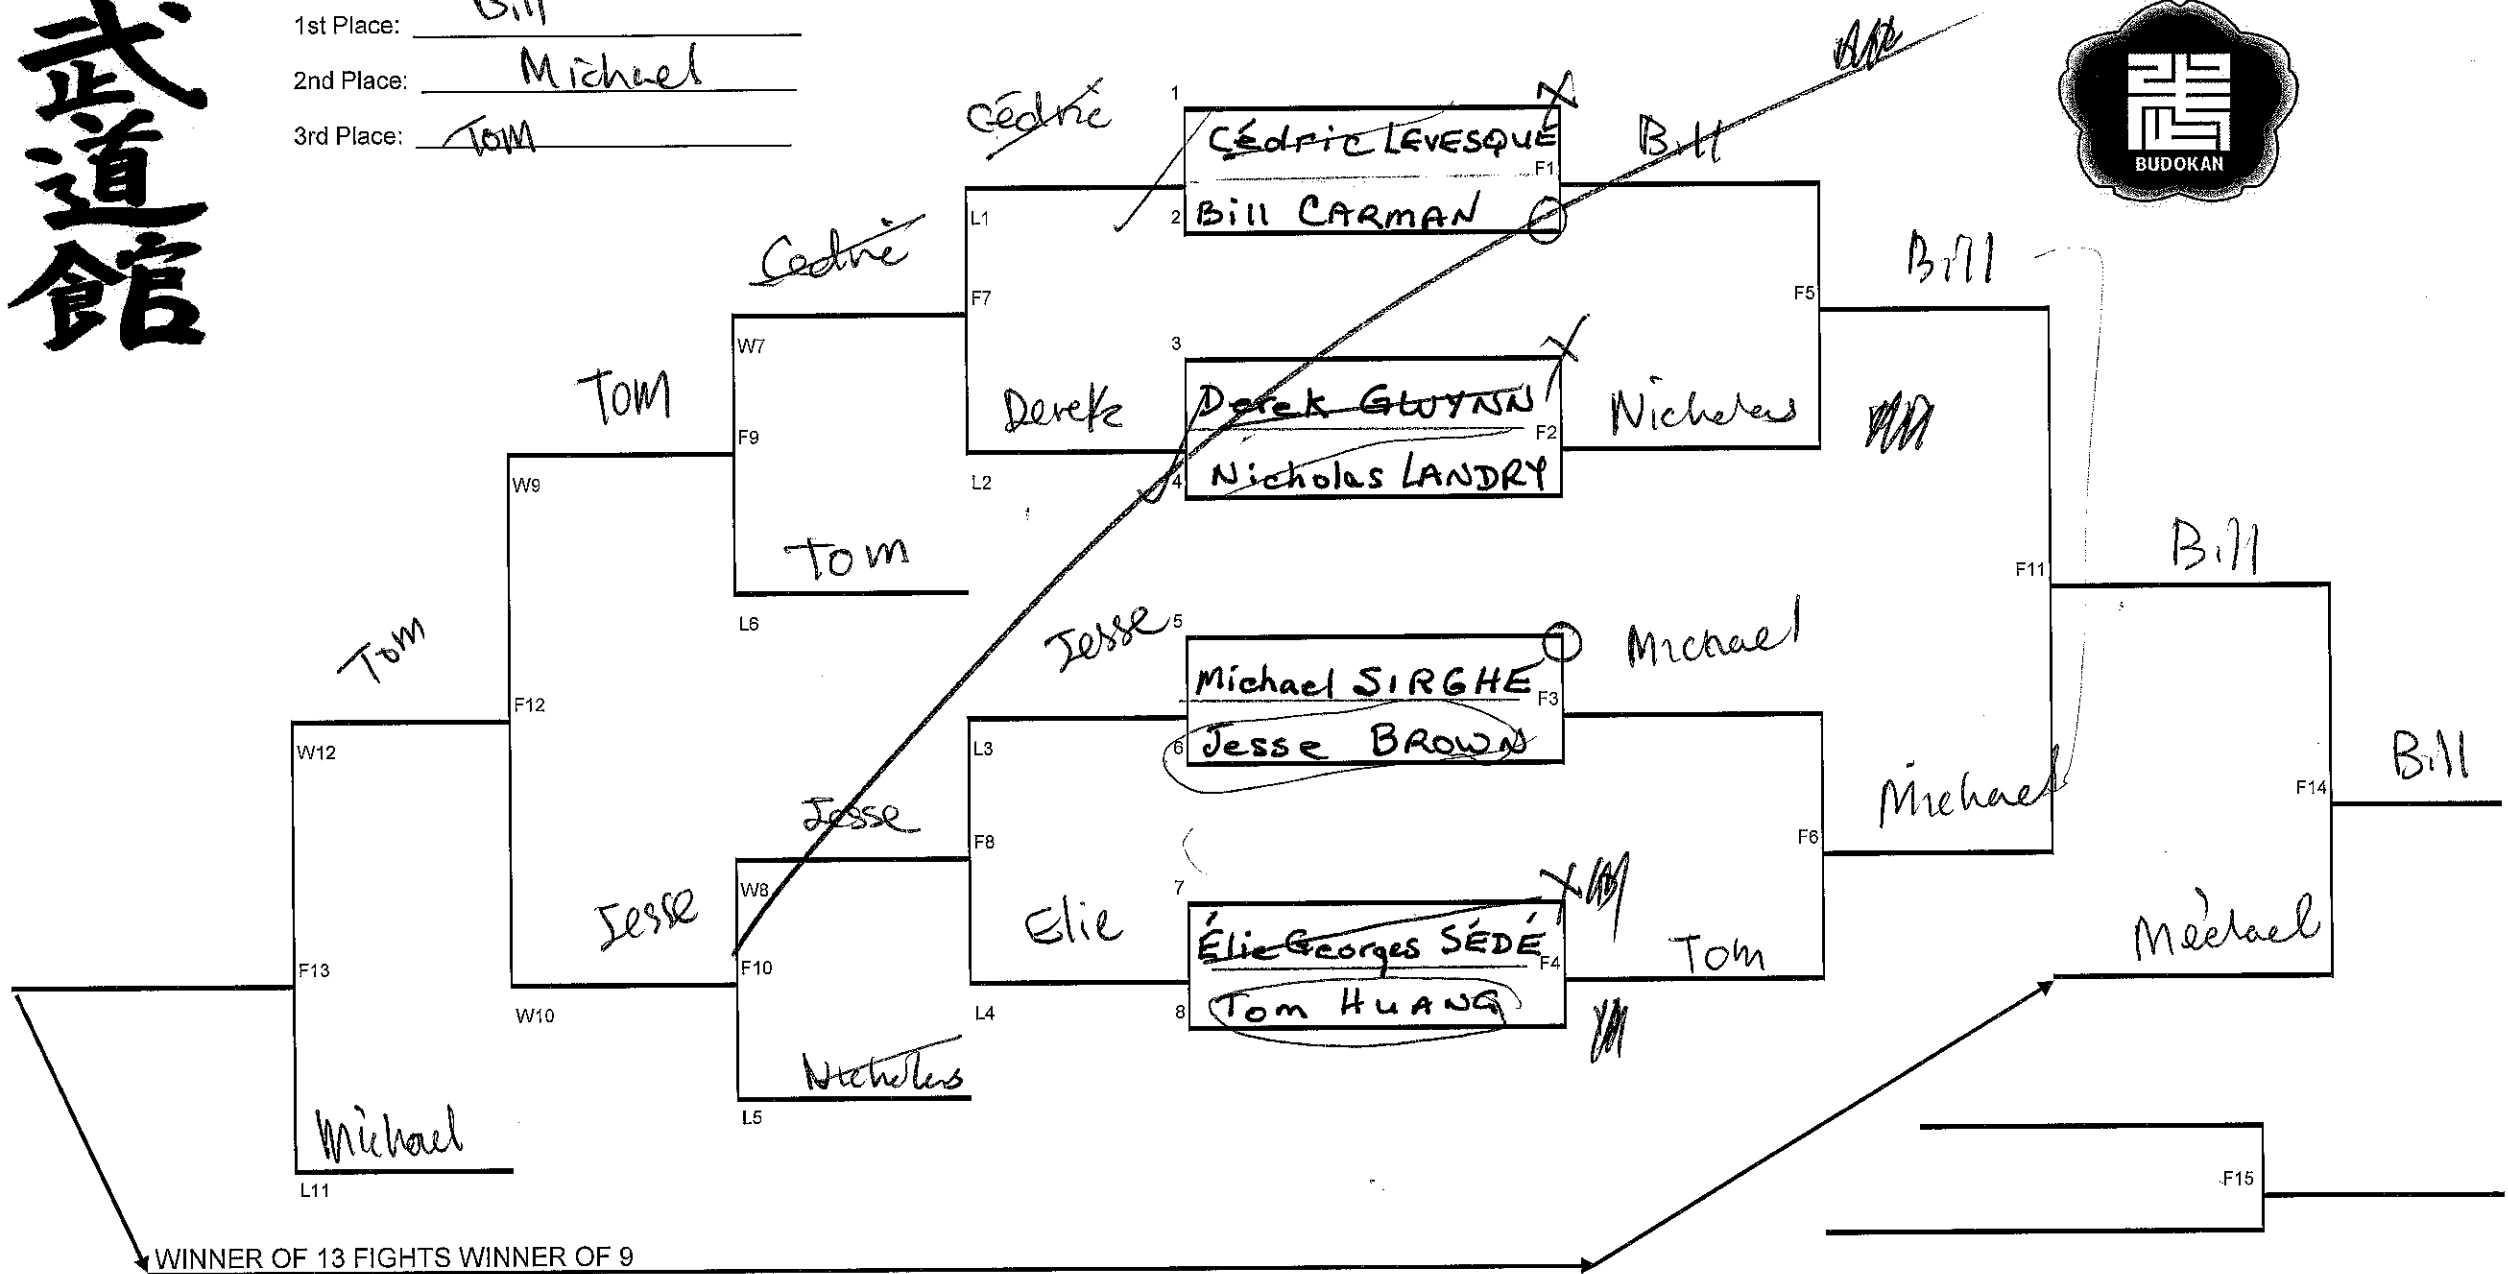 武道館
1st Place: Bill
2nd Place: Michael
3rd Place: Tom
BUDOKAN
Cédric
1
Cédric LEVESQUE
F1
Bill
2
Bill CARMAN
L1
Cédric
Bill
F7
F5
W7
3
Tom
Derek
Derek GWYNN
F2
Nicholas
F9
4
Nicholas LANDRY
W9
L2
Tom
Bill
F11
L6
Jesse
5
Michael
Tom
Michael SIRGHE
F3
F12
6
Jesse BROWN
L3
W12
Bill
Jesse
Michael
F14
F8
F6
7
W8
Jesse
Elie
Élie Georges SÉDÉ
F4
Tom
Michael
F13
F10
8
Tom HUANG
W10
L4
Nicholas
L5
Michael
L11
F15
WINNER OF 13 FIGHTS WINNER OF 9